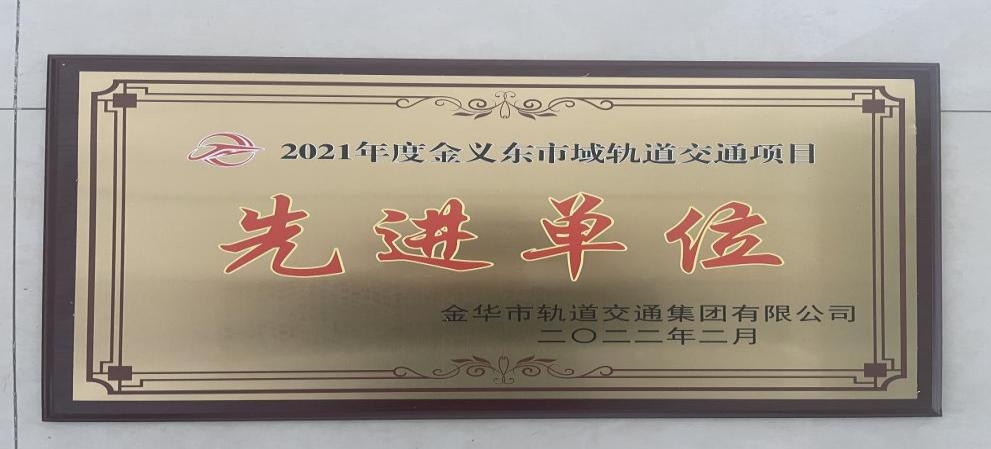 2021年度金义东市域轨道交通项目
先进单位
金华市轨道交通集团有限公司
二〇二二年二月